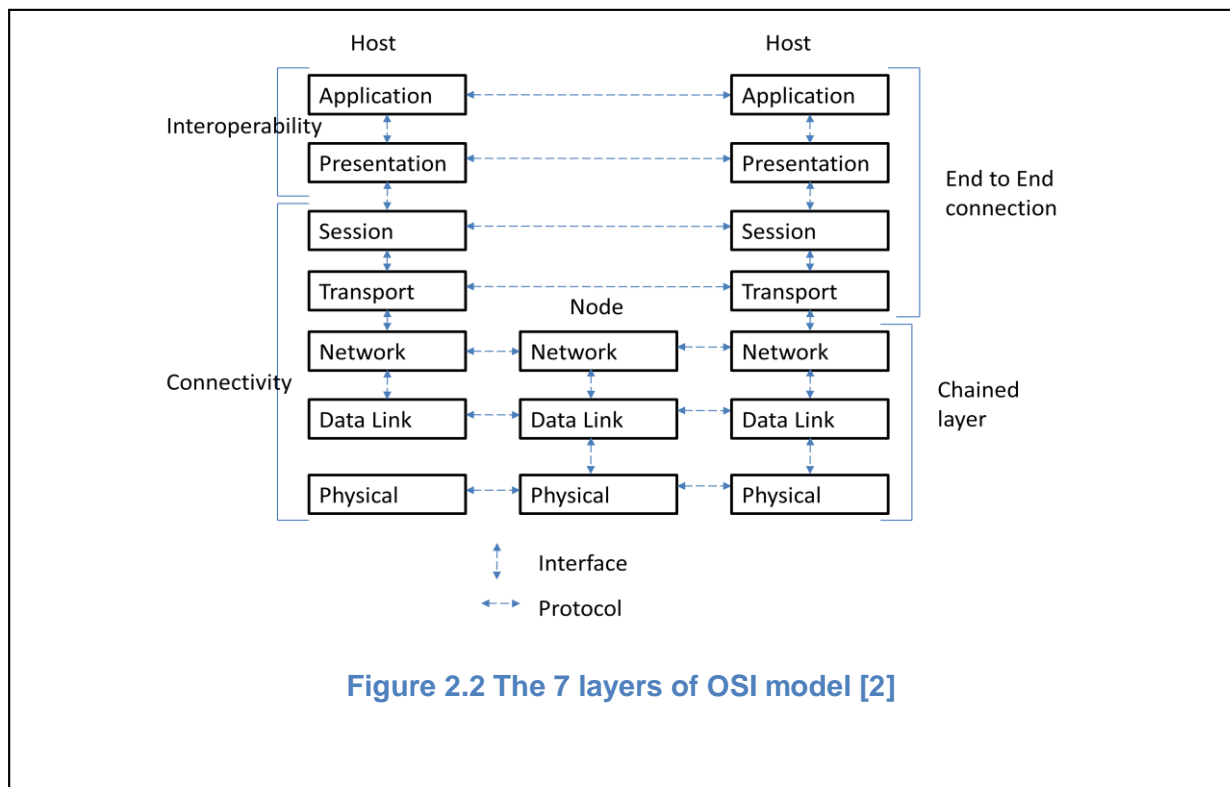 Host Host
Application Application
Interoperability
Presentation Presentation
End to End
connection
Session Session
Transport Transport
Node
Network Network Network
Connectivity
Chained
layer
Data Link Data Link Data Link
Physical Physical Physical
Interface
Protocol
Figure 2.2 The 7 layers of OSI model [2]